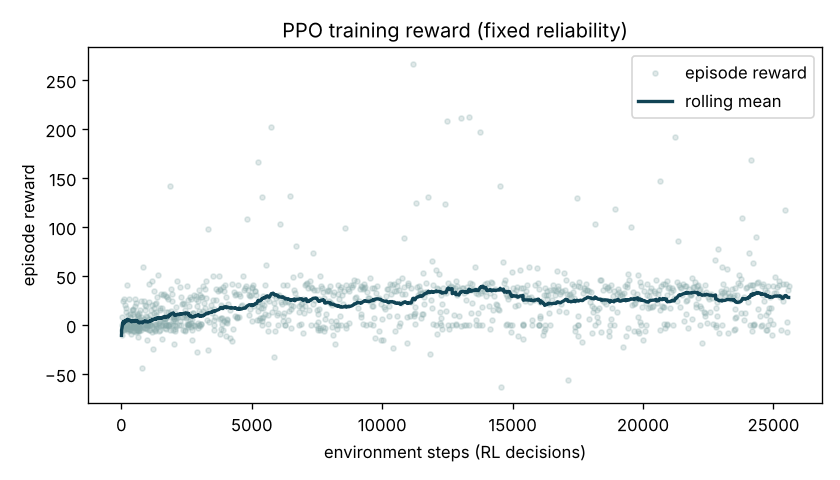 PPO training reward (fixed reliability)
episode reward
rolling mean
250
200
150
100
50
0
−50
episode reward
0 5000 10000 15000 20000 25000
environment steps (RL decisions)